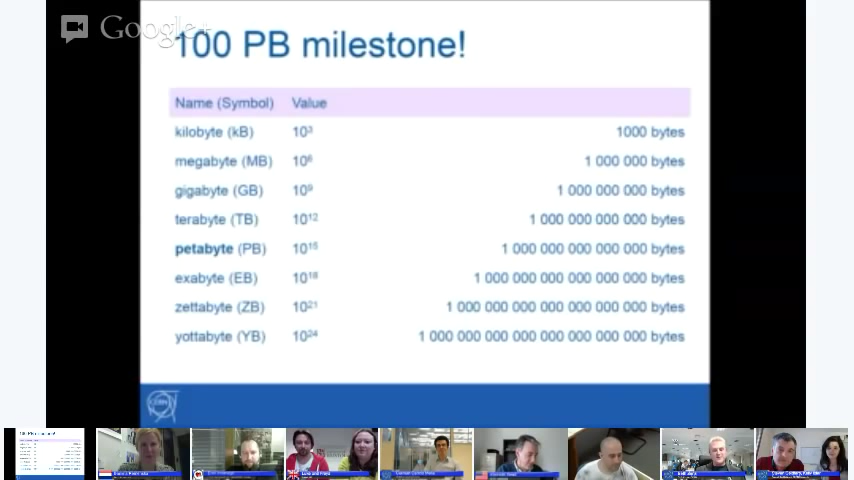 Google+
100 PB milestone!
Name (Symbol) Value
kilobyte (kB) 10³ 1000 bytes
megabyte (MB) 10⁶ 1 000 000 bytes
gigabyte (GB) 10⁹ 1 000 000 000 bytes
terabyte (TB) 10¹² 1 000 000 000 000 bytes
petabyte (PB) 10¹⁵ 1 000 000 000 000 000 bytes
exabyte (EB) 10¹⁸ 1 000 000 000 000 000 000 bytes
zettabyte (ZB) 10²¹ 1 000 000 000 000 000 000 000 bytes
yottabyte (YB) 10²⁴ 1 000 000 000 000 000 000 000 000 bytes
CERN
100 PB milestone!